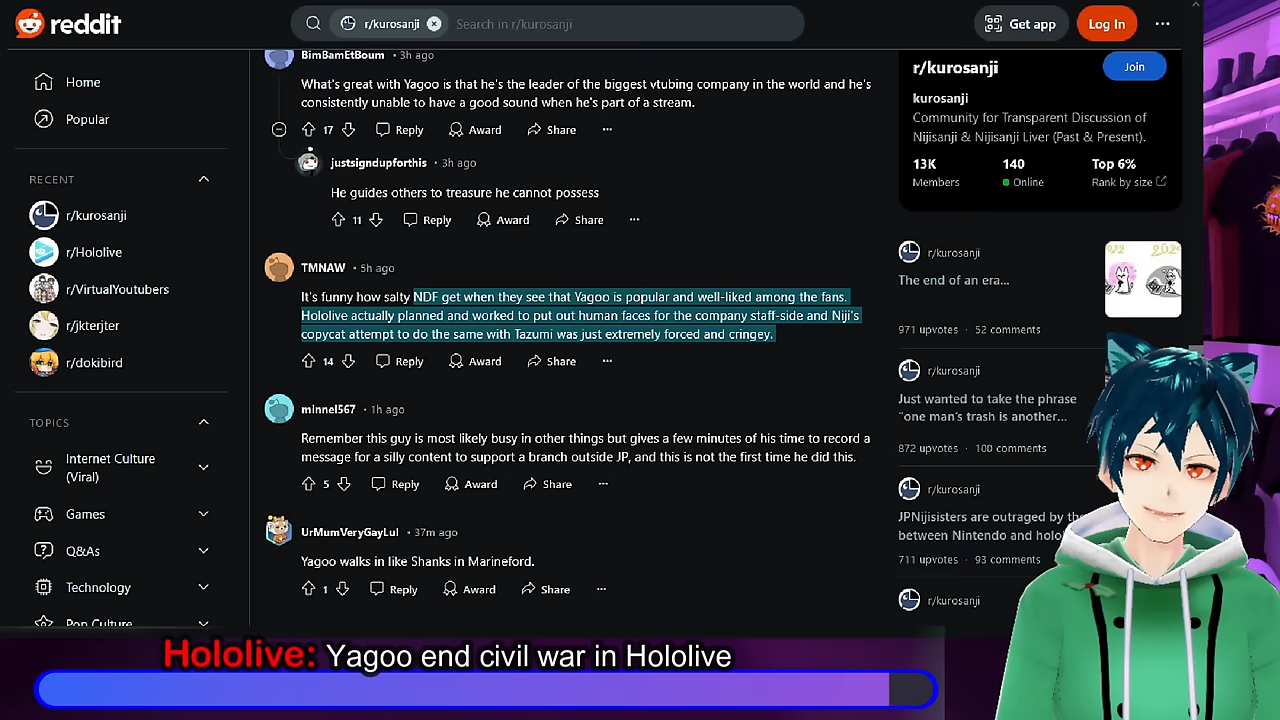 reddit
r/kurosanji
Search in r/kurosanji
Get app
Log In
Home
Popular
RECENT
r/kurosanji
r/Hololive
r/VirtualYoutubers
r/jkterjter
r/dokibird
TOPICS
Internet Culture
(Viral)
Games
Q&As
Technology
Pop Culture
BimBamEtBoum • 3h ago
What's great with Yagoo is that he's the leader of the biggest vtubing company in the world and he's
consistently unable to have a good sound when he's part of a stream.
17 Reply Award Share
justsigndupforthis • 3h ago
He guides others to treasure he cannot possess
11 Reply Award Share
TMNAW • 5h ago
It's funny how salty NDF get when they see that Yagoo is popular and well-liked among the fans.
Hololive actually planned and worked to put out human faces for the company staff-side and Niji's
copycat attempt to do the same with Tazumi was just extremely forced and cringey.
14 Reply Award Share
minnel567 • 1h ago
Remember this guy is most likely busy in other things but gives a few minutes of his time to record a
message for a silly content to support a branch outside JP, and this is not the first time he did this.
5 Reply Award Share
UrMumVeryGayLul • 37m ago
Yagoo walks in like Shanks in Marineford.
1 Reply Award Share
r/kurosanji
Join
kurosanji
Community for Transparent Discussion of
Nijisanji & Nijisanji Liver (Past & Present).
13K 140 Top 6%
Members Online Rank by size
r/kurosanji
The end of an era...
971 upvotes · 52 comments
r/kurosanji
Just wanted to take the phrase
"one man's trash is another...
872 upvotes · 100 comments
r/kurosanji
JPNijisisters are outraged by the
between Nintendo and holo
711 upvotes · 93 comments
r/kurosanji
Hololive: Yagoo end civil war in Hololive